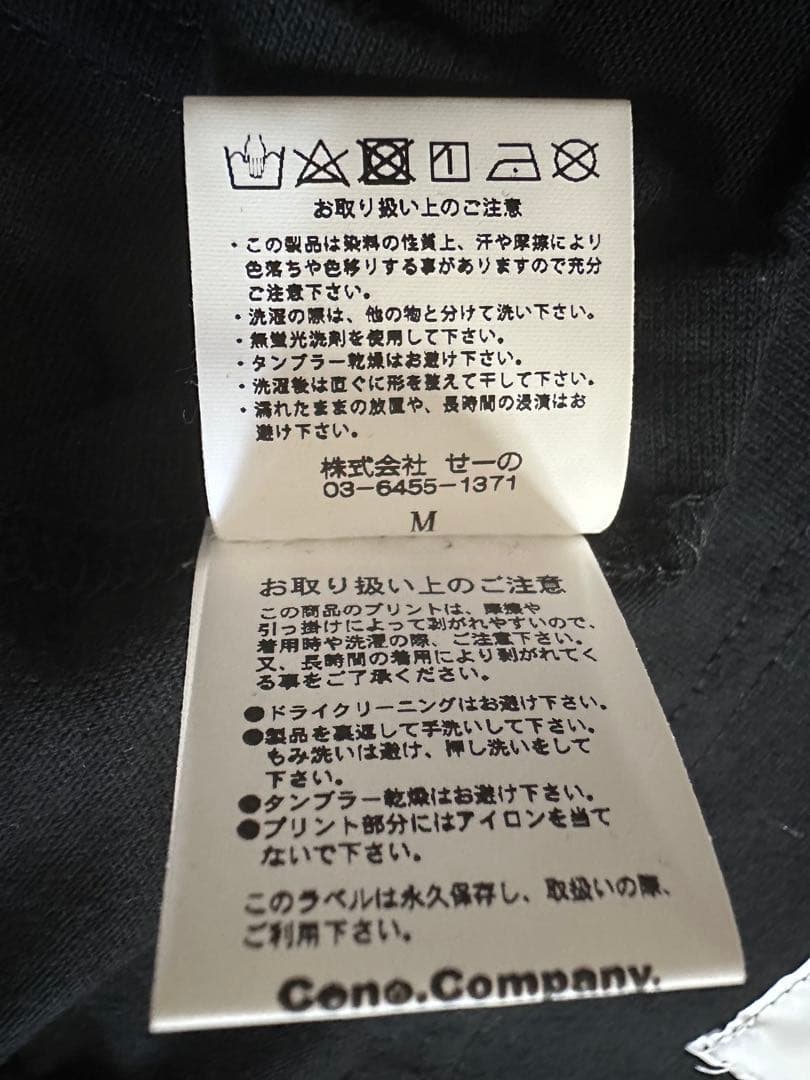 お取り扱い上のご注意
・この製品は染料の性質上、汗や摩擦により
色落ちや色移りする事がありますので充分
ご注意下さい。
・洗濯の際は、他の物と分けて洗い下さい。
・無蛍光洗剤を使用して下さい。
・タンブラー乾燥はお避け下さい。
・洗濯後は直ぐに形を整えて干して下さい。
・濡れたままの放置や、長時間の浸漬はお
避け下さい。
株式会社 せーの
03-6455-1371
M
お取り扱い上のご注意
この商品のプリントは、摩擦や
引っ掛けによって剥がれやすいので、
着用時や洗濯の際、ご注意下さい。
又、長時間の着用により剥がれてく
る事をご了承ください。
●ドライクリーニングはお避け下さい。
●製品を裏返して手洗いして下さい。
もみ洗いは避け、押し洗いをして
下さい。
●タンブラー乾燥はお避け下さい。
●プリント部分にはアイロンを当て
ないで下さい。
このラベルは永久保存し、取扱いの際、
ご利用下さい。
Ceno.Company.